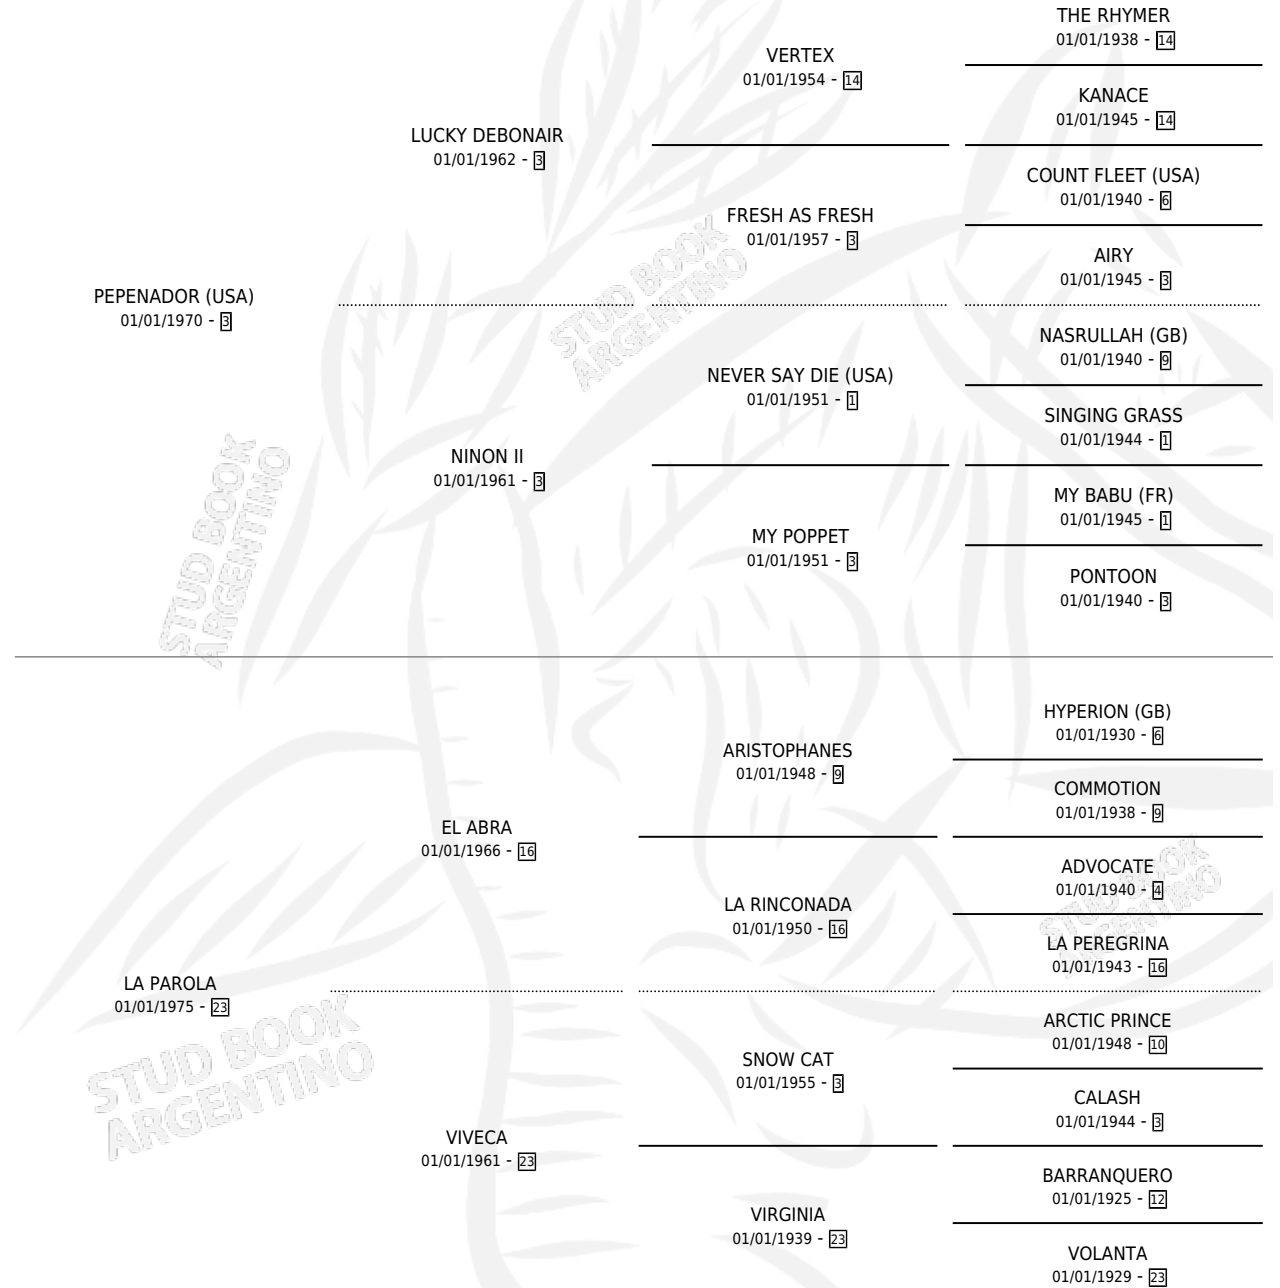 THE RHYMER
01/01/1938 - 14
VERTEX
01/01/1954 - 14
KANACE
01/01/1945 - 14
LUCKY DEBONAIR
01/01/1962 - 3
COUNT FLEET (USA)
01/01/1940 - 6
FRESH AS FRESH
01/01/1957 - 3
AIRY
01/01/1945 - 3
PEPENADOR (USA)
01/01/1970 - 3
NASRULLAH (GB)
01/01/1940 - 9
NEVER SAY DIE (USA)
01/01/1951 - 1
SINGING GRASS
01/01/1944 - 1
NINON II
01/01/1961 - 3
MY BABU (FR)
01/01/1945 - 1
MY POPPET
01/01/1951 - 3
PONTOON
01/01/1940 - 3
HYPERION (GB)
01/01/1930 - 6
ARISTOPHANES
01/01/1948 - 9
COMMOTION
01/01/1938 - 9
EL ABRA
01/01/1966 - 16
ADVOCATE
01/01/1940 - 4
LA RINCONADA
01/01/1950 - 16
LA PEREGRINA
01/01/1943 - 16
LA PAROLA
01/01/1975 - 23
ARCTIC PRINCE
01/01/1948 - 10
SNOW CAT
01/01/1955 - 3
CALASH
01/01/1944 - 3
VIVECA
01/01/1961 - 23
BARRANQUERO
01/01/1925 - 12
VIRGINIA
01/01/1939 - 23
VOLANTA
01/01/1929 - 23
STUD BOOK
ARGENTINO
STUD BOOK
ARGENTINO
STUD BOOK
ARGENTINO
STUD BOOK
ARGENTINO